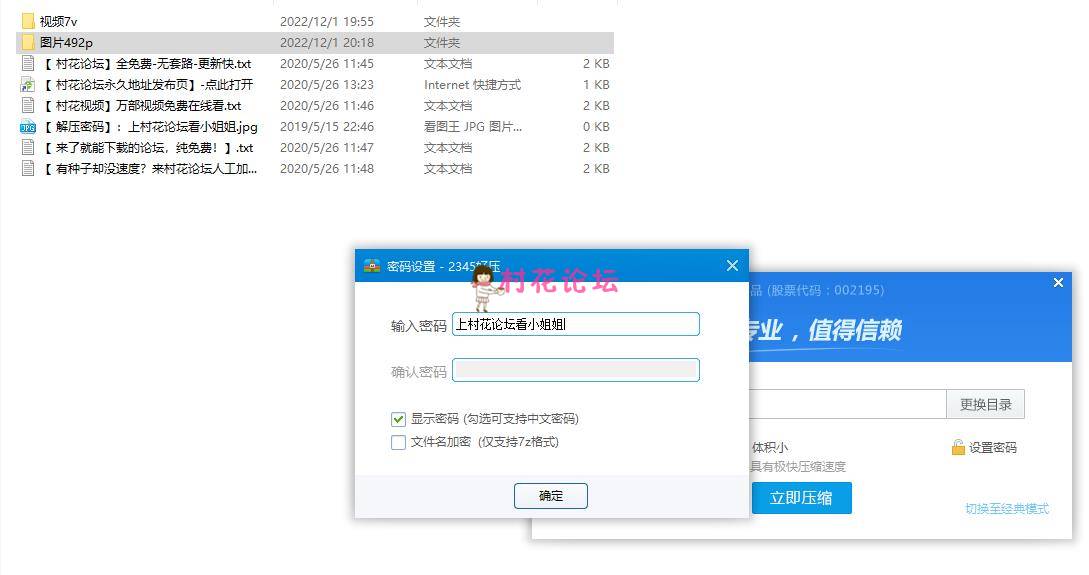 视频7v 2022/12/1 19:55 文件夹
图片492p 2022/12/1 20:18 文件夹
【 村花论坛】全免费-无套路-更新快.txt 2020/5/26 11:45 文本文档 2 KB
【 村花论坛永久地址发布页】-点此打开 2020/5/26 13:23 Internet 快捷方式 1 KB
【 村花视频】万部视频免费在线看.txt 2020/5/26 11:46 文本文档 2 KB
JPG 【 解压密码】：上村花论坛看小姐姐.jpg 2019/5/15 22:46 看图王 JPG 图片... 0 KB
【 来了就能下载的论坛，纯免费！】.txt 2020/5/26 11:47 文本文档 2 KB
【 有种子却没速度？来村花论坛人工加... 2020/5/26 11:48 文本文档 2 KB
密码设置 - 2345好压
村花论坛
输入密码 上村花论坛看小姐姐
确认密码
显示密码 (勾选可支持中文密码)
文件名加密 (仅支持7z格式)
确定
品 (股票代码：002195)
专业，值得信赖
更换目录
体积小
设置密码
具有极快压缩速度
立即压缩
切换至经典模式